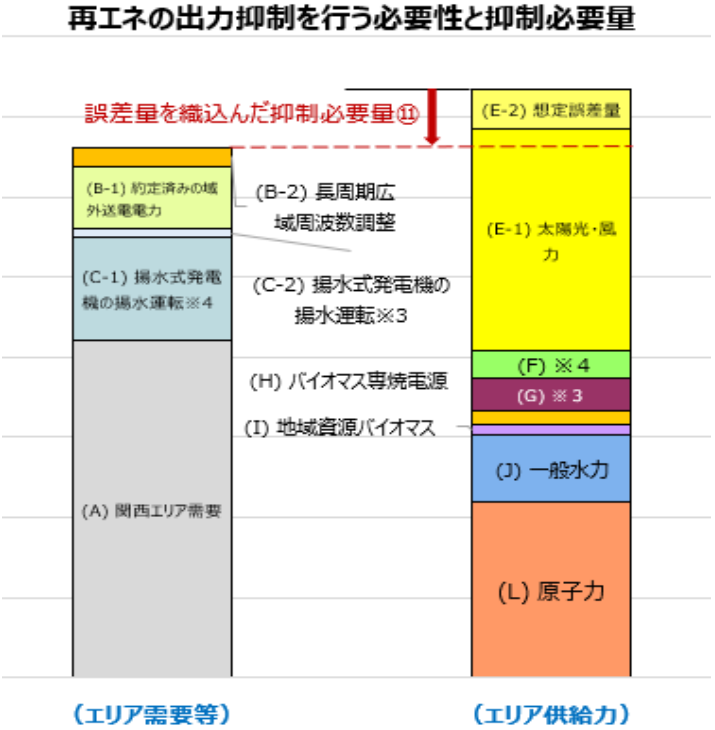 再エネの出力抑制を行う必要性と抑制必要量
誤差量を織込んだ抑制必要量⑪
(E-2) 想定誤差量
(B-1) 約定済みの域
外送電電力
(B-2) 長周期広
域周波数調整
(E-1) 太陽光・風
力
(C-1) 揚水式発電
機の揚水運転※4
(C-2) 揚水式発電機の
揚水運転※3
(F) ※4
(H) バイオマス専焼電源
(G) ※3
(I) 地域資源バイオマス
(J) 一般水力
(A) 関西エリア需要
(L) 原子力
(エリア需要等)
(エリア供給力)